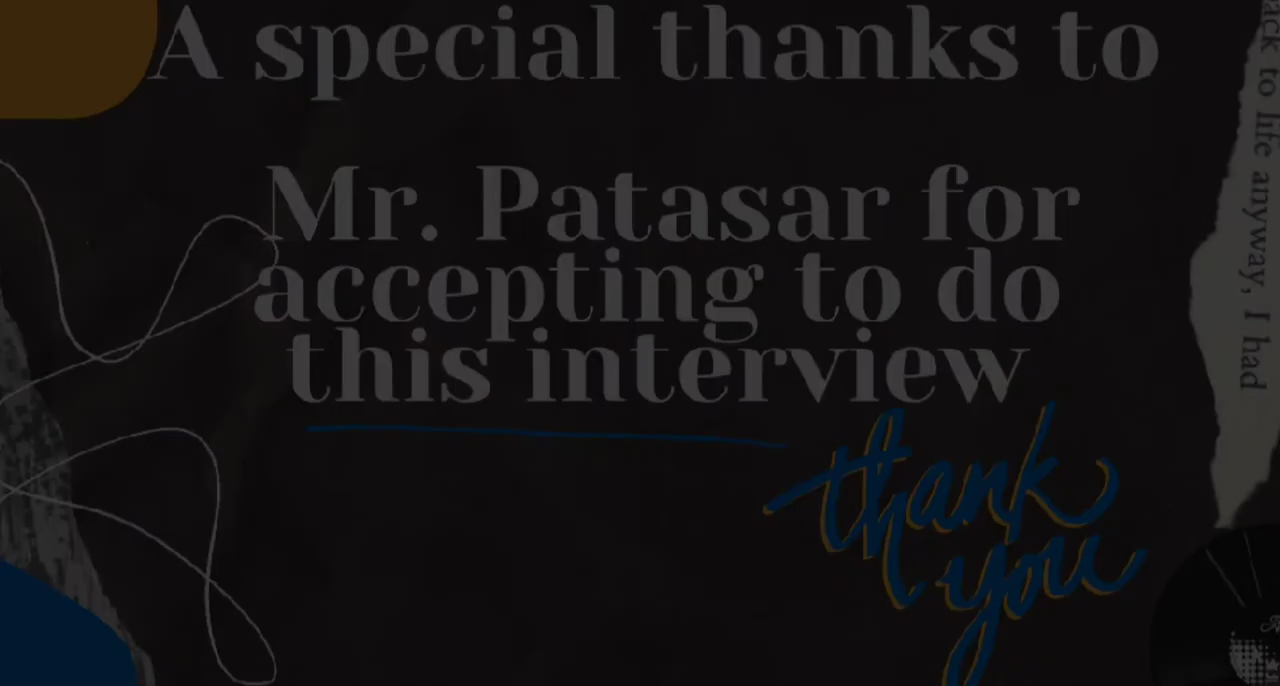 A special thanks to
Mr. Patasar for
accepting to do
this interview
thank
you
ack to life anyway, I had